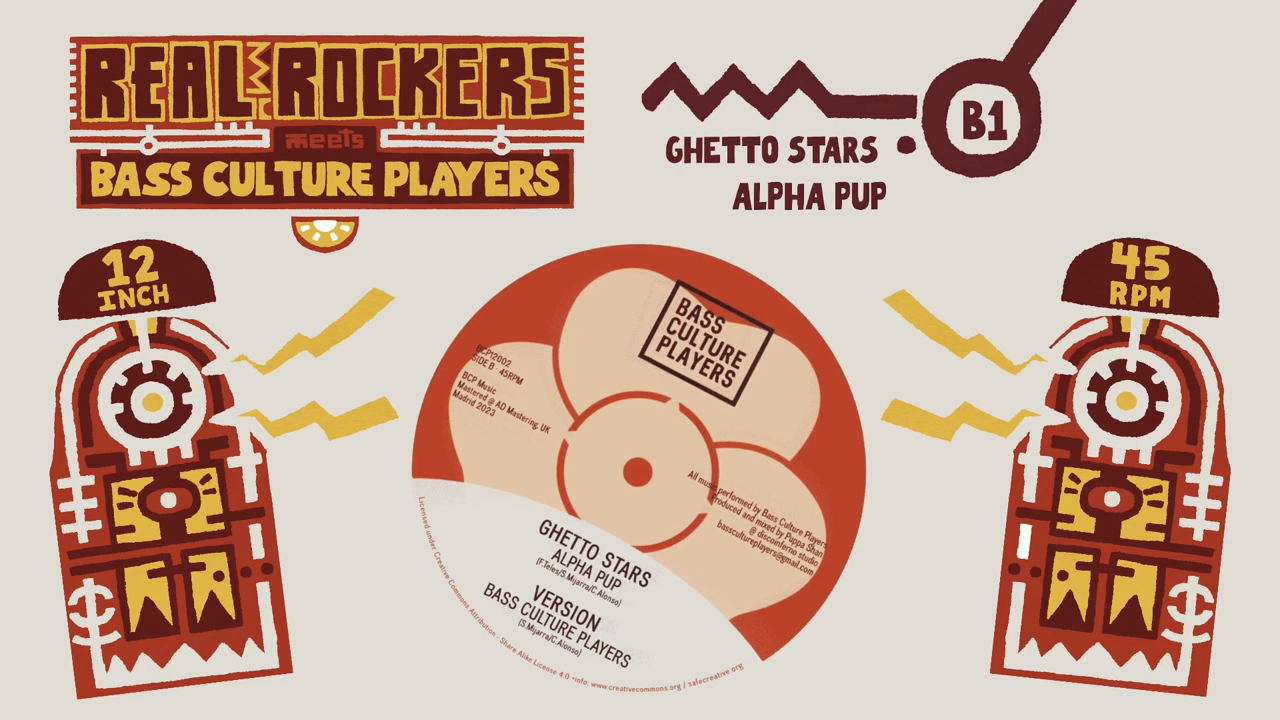 REAL ROCKERS
meets
BASS CULTURE PLAYERS
B1
GHETTO STARS
ALPHA PUP
12
INCH
45
RPM
BASS
CULTURE
PLAYERS
BCP12002
SIDE B · 45RPM
BCP Music
Mastered @ AD Mastering, UK
Madrid 2023
All music performed by Bass Culture Players
Produced and mixed by Puppa Shan
@ discoinferno studio
basscultureplayers@gmail.com
GHETTO STARS
ALPHA PUP
(F.Teles/S.Mijarra/C.Alonso)
VERSION
BASS CULTURE PLAYERS
(S.Mijarra/C.Alonso)
Licensed under Creative Commons Attribution - Share Alike License 4.0 *info: www.creativecommons.org / safecreative.org